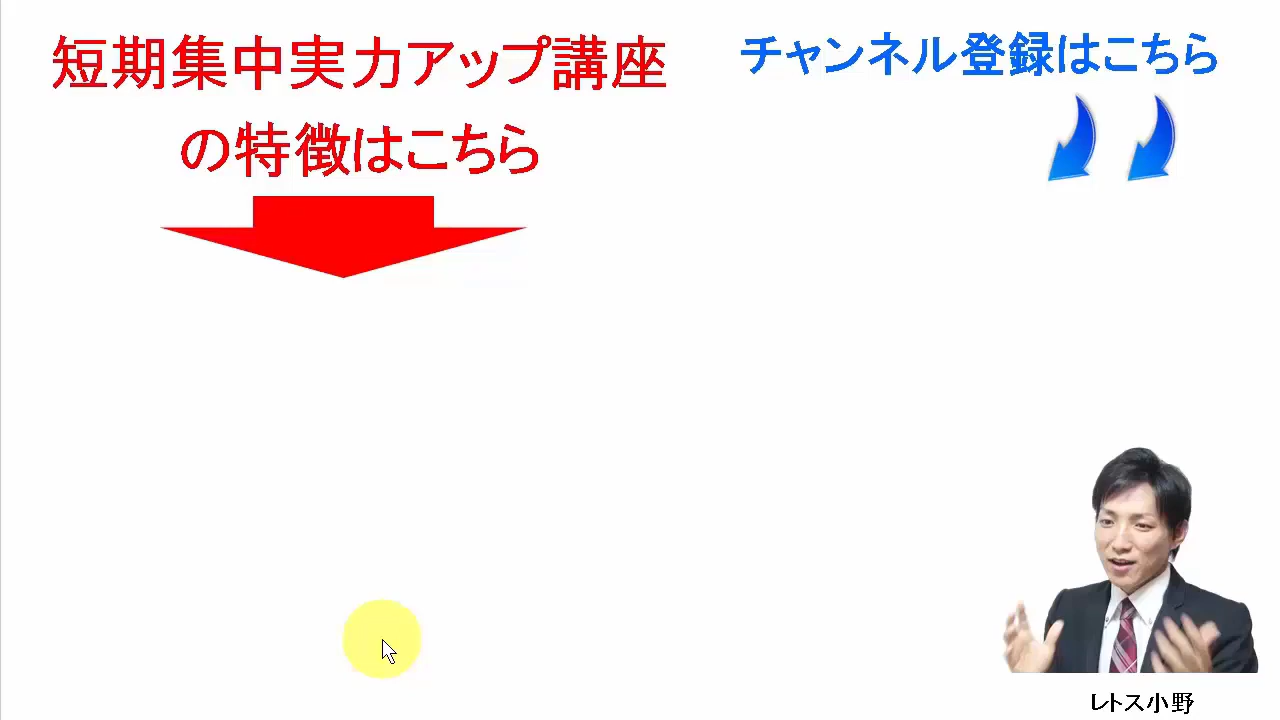 短期集中実力アップ講座
の特徴はこちら
チャンネル登録はこちら
レトス小野